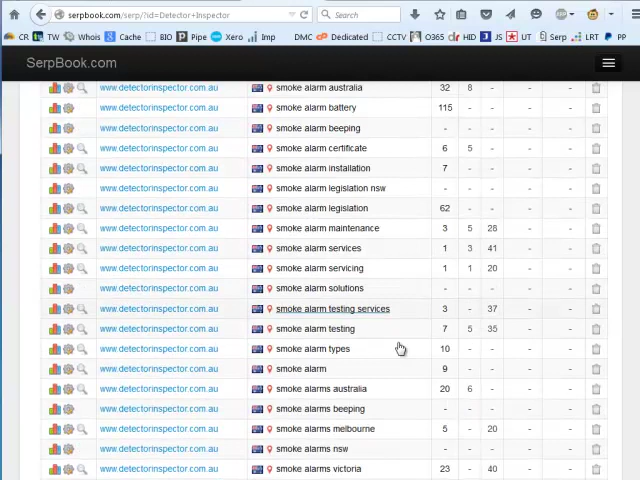 serpbook.com/serp/?id=Detector+Inspector
Search
CR TW Whois Cache BIO Pipe Xero Imp DMC Dedicated CCTV O365 HID JS UT Serp LRT PP
SerpBook.com
www.detectorinspector.com.au smoke alarm australia 32 8 - - -
www.detectorinspector.com.au smoke alarm battery 115 - - - -
www.detectorinspector.com.au smoke alarm beeping - - - - -
www.detectorinspector.com.au smoke alarm certificate 6 5 - - -
www.detectorinspector.com.au smoke alarm installation 7 - - - -
www.detectorinspector.com.au smoke alarm legislation nsw - - - - -
www.detectorinspector.com.au smoke alarm legislation 62 - - - -
www.detectorinspector.com.au smoke alarm maintenance 3 5 28 - -
www.detectorinspector.com.au smoke alarm services 1 3 41 - -
www.detectorinspector.com.au smoke alarm servicing 1 1 20 - -
www.detectorinspector.com.au smoke alarm solutions - - - - -
www.detectorinspector.com.au smoke alarm testing services 3 - 37 - -
www.detectorinspector.com.au smoke alarm testing 7 5 35 - -
www.detectorinspector.com.au smoke alarm types 10 - - - -
www.detectorinspector.com.au smoke alarm 9 - - - -
www.detectorinspector.com.au smoke alarms australia 20 6 - - -
www.detectorinspector.com.au smoke alarms beeping - - - - -
www.detectorinspector.com.au smoke alarms melbourne 5 - 20 - -
www.detectorinspector.com.au smoke alarms nsw - - - - -
www.detectorinspector.com.au smoke alarms victoria 23 - 40 - -